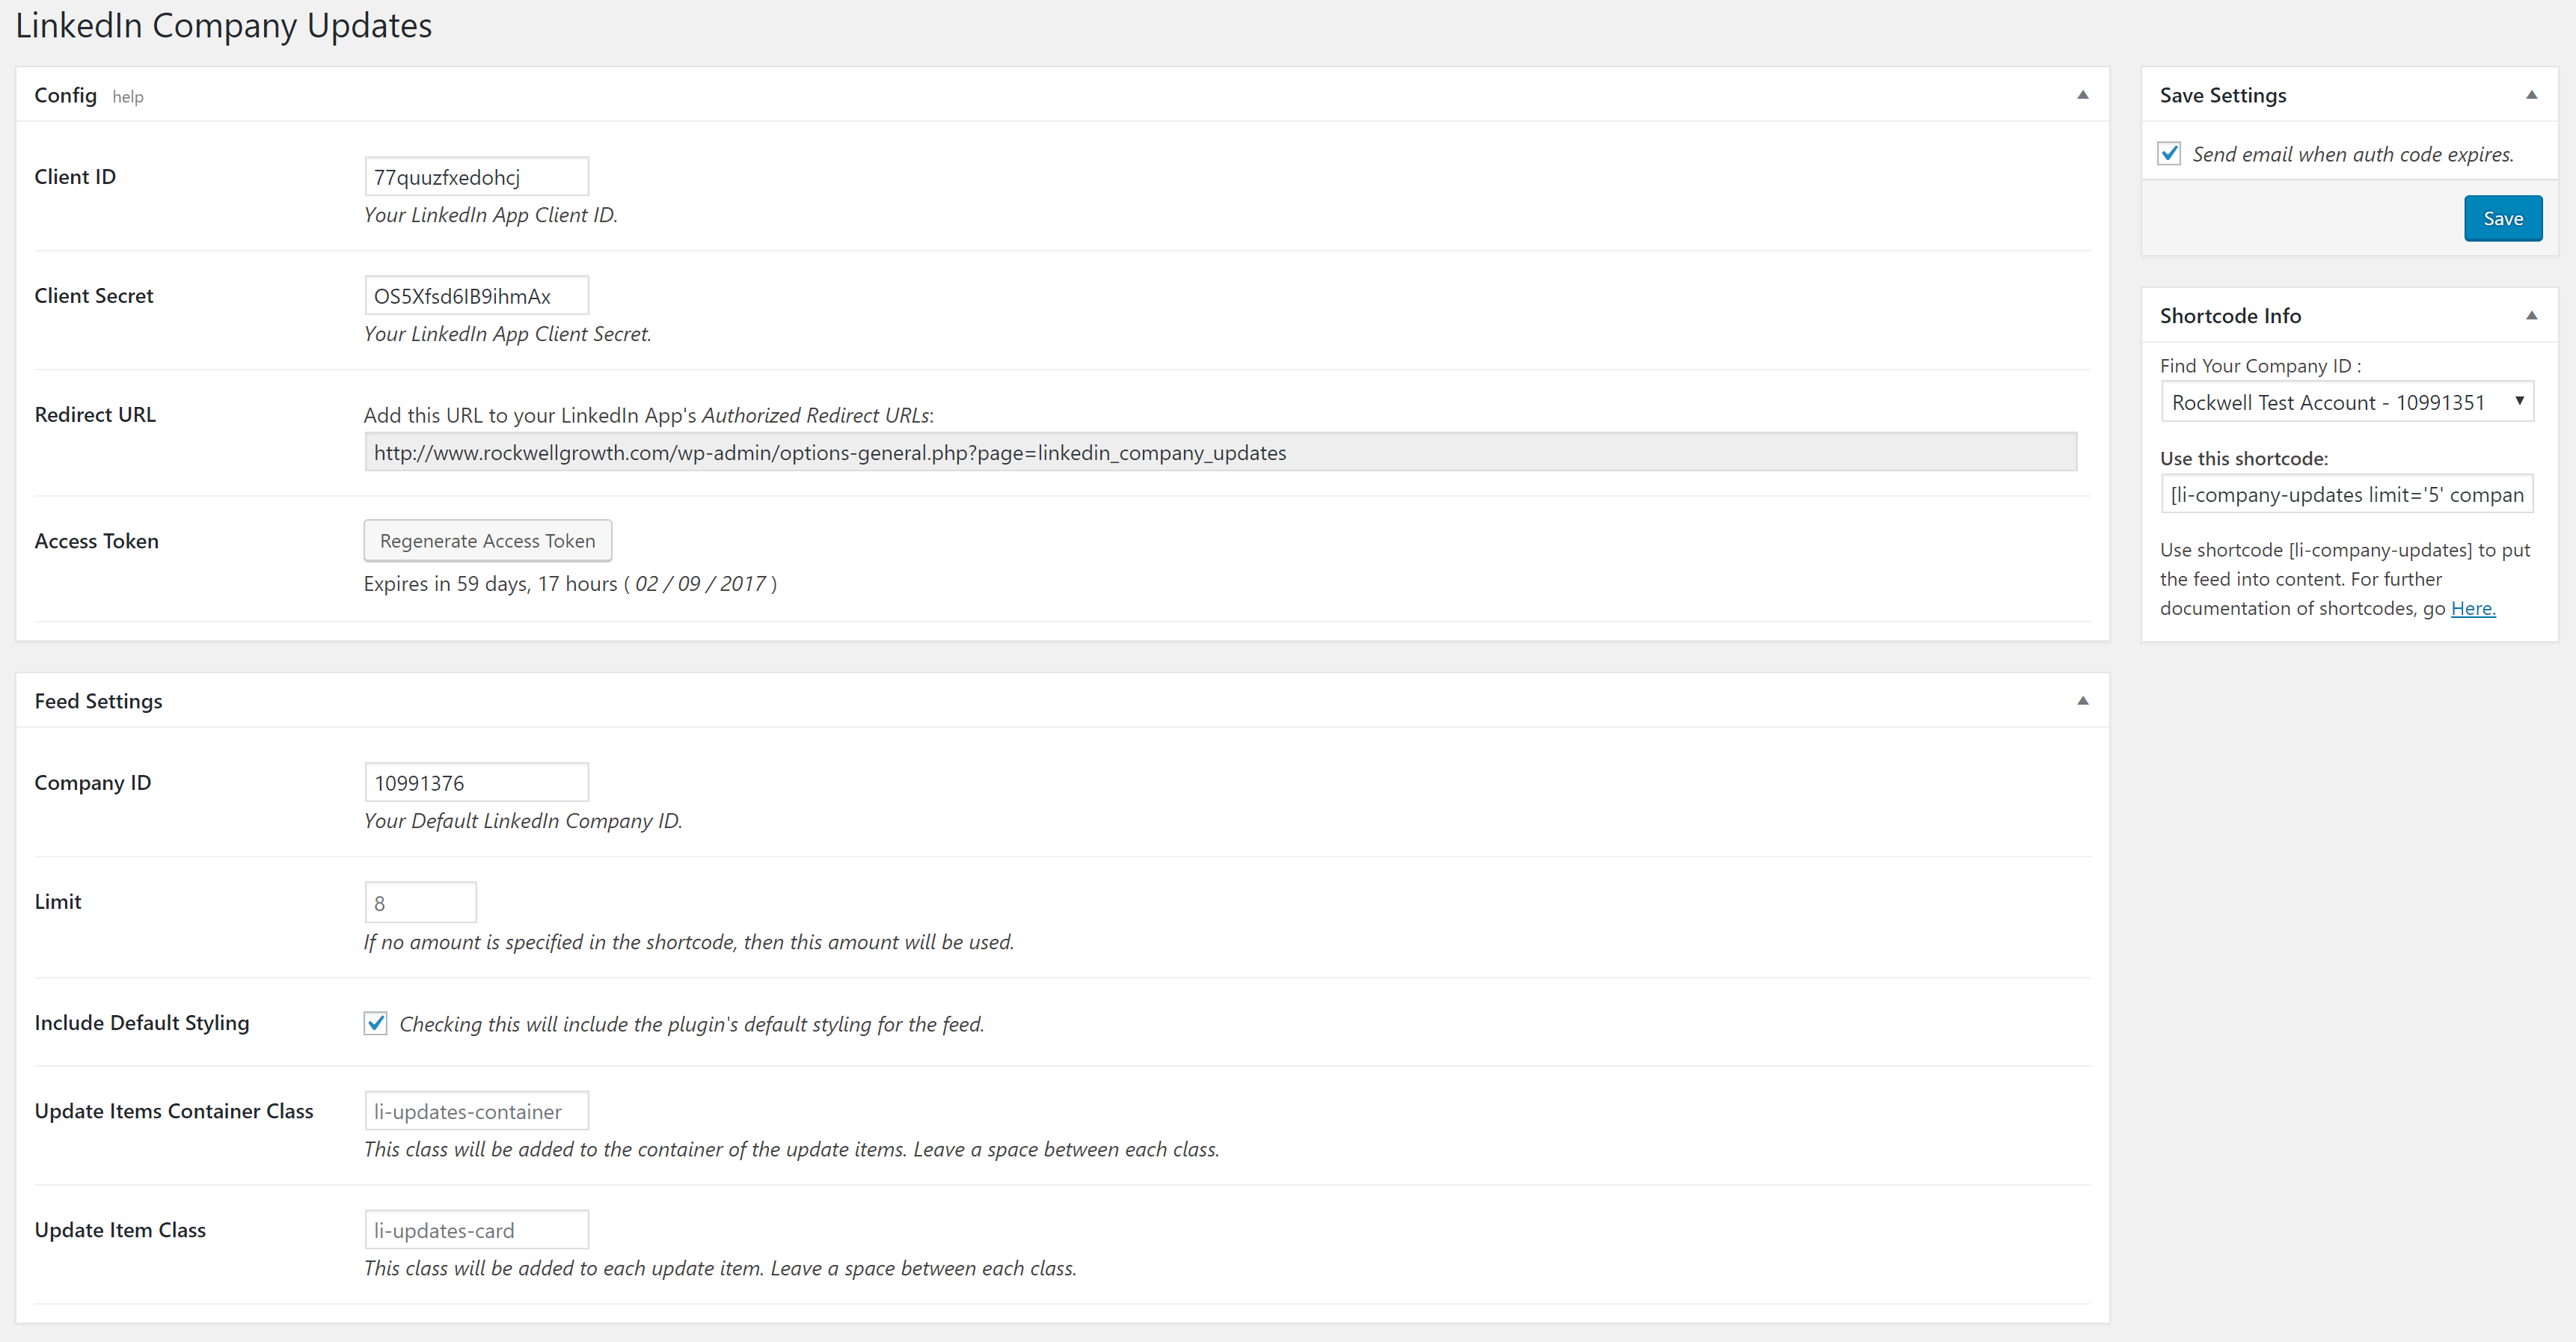 LinkedIn Company Updates
Config help
Client ID
77quuzfxedohcj
Your LinkedIn App Client ID.
Client Secret
OS5Xfsd6IB9ihmAx
Your LinkedIn App Client Secret.
Redirect URL
Add this URL to your LinkedIn App's Authorized Redirect URLs:
http://www.rockwellgrowth.com/wp-admin/options-general.php?page=linkedin_company_updates
Access Token
Regenerate Access Token
Expires in 59 days, 17 hours ( 02 / 09 / 2017 )
Feed Settings
Company ID
10991376
Your Default LinkedIn Company ID.
Limit
8
If no amount is specified in the shortcode, then this amount will be used.
Include Default Styling
Checking this will include the plugin's default styling for the feed.
Update Items Container Class
li-updates-container
This class will be added to the container of the update items. Leave a space between each class.
Update Item Class
li-updates-card
This class will be added to each update item. Leave a space between each class.
Save Settings
Send email when auth code expires.
Save
Shortcode Info
Find Your Company ID :
Rockwell Test Account - 10991351
Use this shortcode:
[li-company-updates limit='5' compan
Use shortcode [li-company-updates] to put
the feed into content. For further
documentation of shortcodes, go Here.